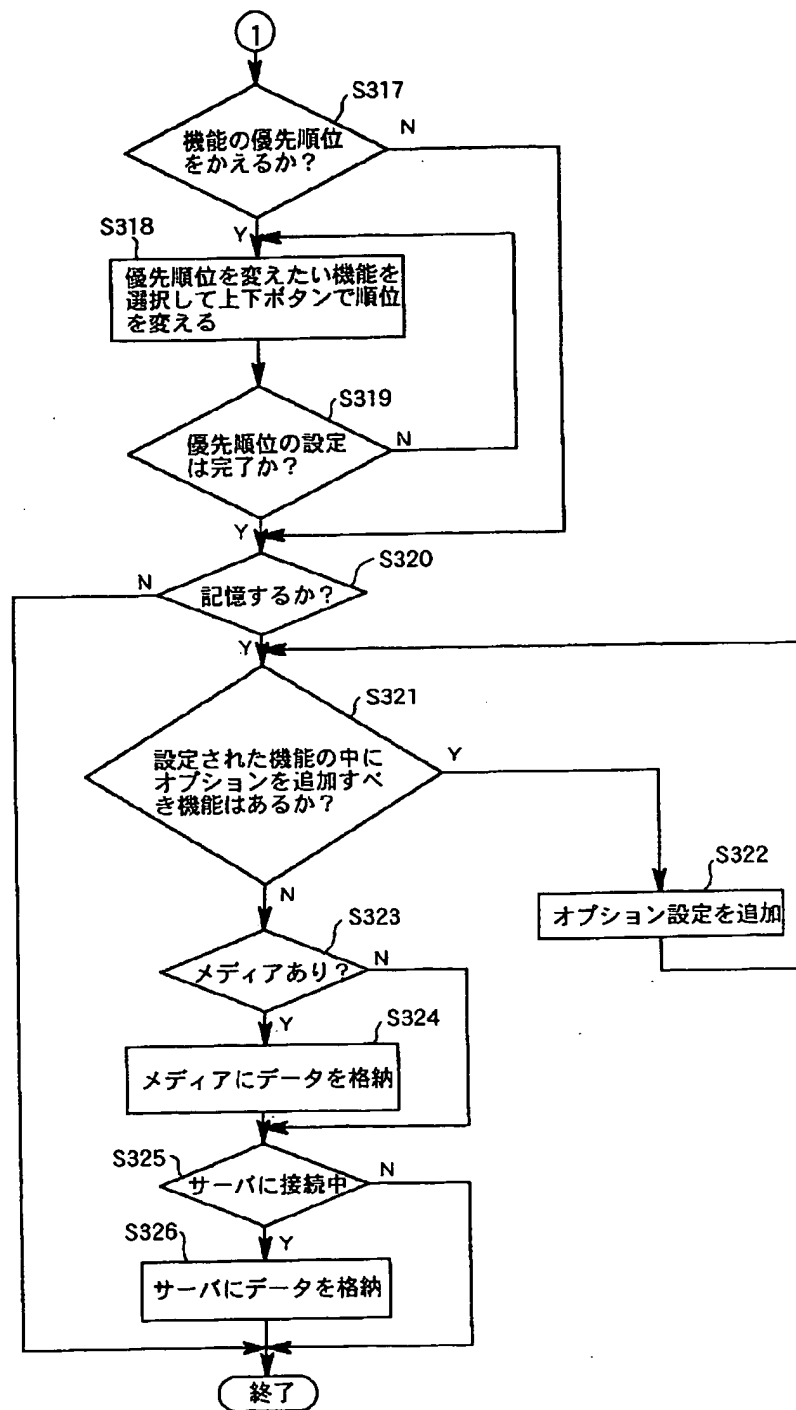 1
S317
機能の優先順位
をかえるか？
N
Y
S318
優先順位を変えたい機能を
選択して上下ボタンで順位
を変える
S319
優先順位の設定
は完了か？
N
Y
S320
記憶するか？
N
Y
S321
設定された機能の中に
オプションを追加すべ
き機能はあるか？
Y
N
S322
オプション設定を追加
S323
メディアあり？
N
Y
S324
メディアにデータを格納
S325
サーバに接続中
N
Y
S326
サーバにデータを格納
終了